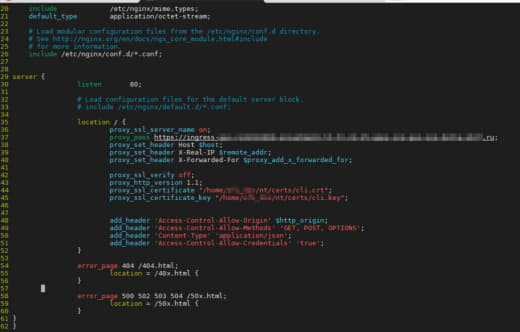 20 include /etc/nginx/mime.types;
21 default_type application/octet-stream;
22
23 # Load modular configuration files from the /etc/nginx/conf.d directory.
24 # See http://nginx.org/en/docs/ngx_core_module.html#include
25 # for more information.
26 include /etc/nginx/conf.d/*.conf;
27
28
29 server {
30 listen 80;
31
32 # Load configuration files for the default server block.
33 # include /etc/nginx/default.d/*.conf;
34
35 location / {
36 proxy_ssl_server_name on;
37 proxy_pass https://ingress- .ru;
38 proxy_set_header Host $host;
39 proxy_set_header X-Real-IP $remote_addr;
40 proxy_set_header X-Forwarded-For $proxy_add_x_forwarded_for;
41
42 proxy_ssl_verify off;
43 proxy_http_version 1.1;
44 proxy_ssl_certificate "/home/ /nt/certs/cli.crt";
45 proxy_ssl_certificate_key "/home/ /nt/certs/cli.key";
46
47
48 add_header 'Access-Control-Allow-Origin' $http_origin;
49 add_header 'Access-Control-Allow-Methods' 'GET, POST, OPTIONS';
50 add_header 'Content-Type' 'application/json';
51 add_header 'Access-Control-Allow-Credentials' 'true';
52 }
53
54 error_page 404 /404.html;
55 location = /40x.html {
56 }
57
58 error_page 500 502 503 504 /50x.html;
59 location = /50x.html {
60 }
61 }
62 }